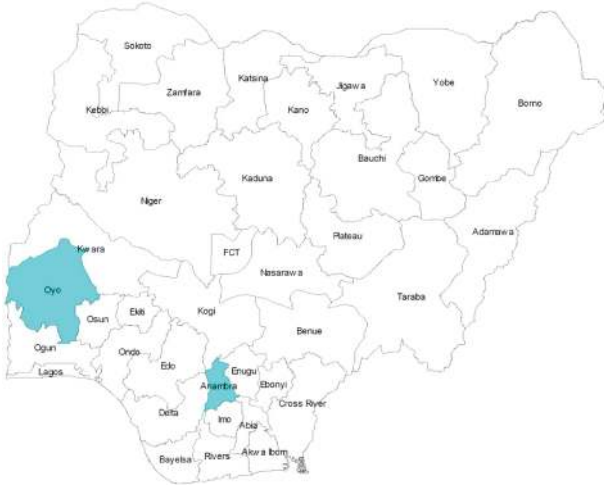 Sokoto
Katsina
Jigawa
Yobe
Borno
Zamfara
Kebbi
Kano
Bauchi
Kaduna
Gombe
Niger
Plateau
Adamawa
Kwara
FCT
Nasarawa
Oyo
Taraba
Osun
Ekiti
Kogi
Benue
Ogun
Ondo
Edo
Lagos
Enugu
Anambra
Ebonyi
Cross River
Delta
Imo
Abia
Bayelsa
Rivers
Akwa Ibom